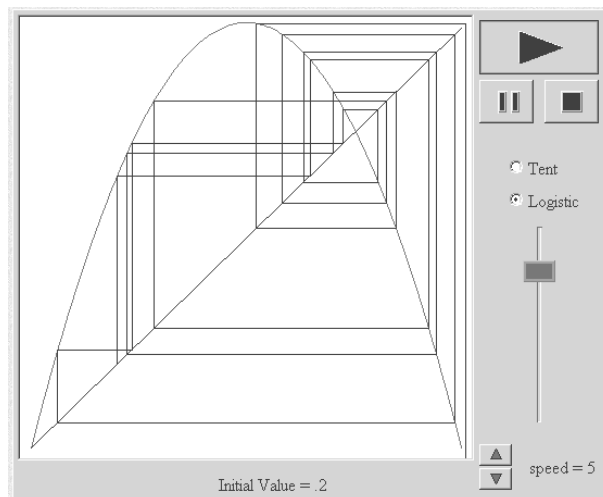 Tent
Logistic
speed = 5
Initial Value = .2